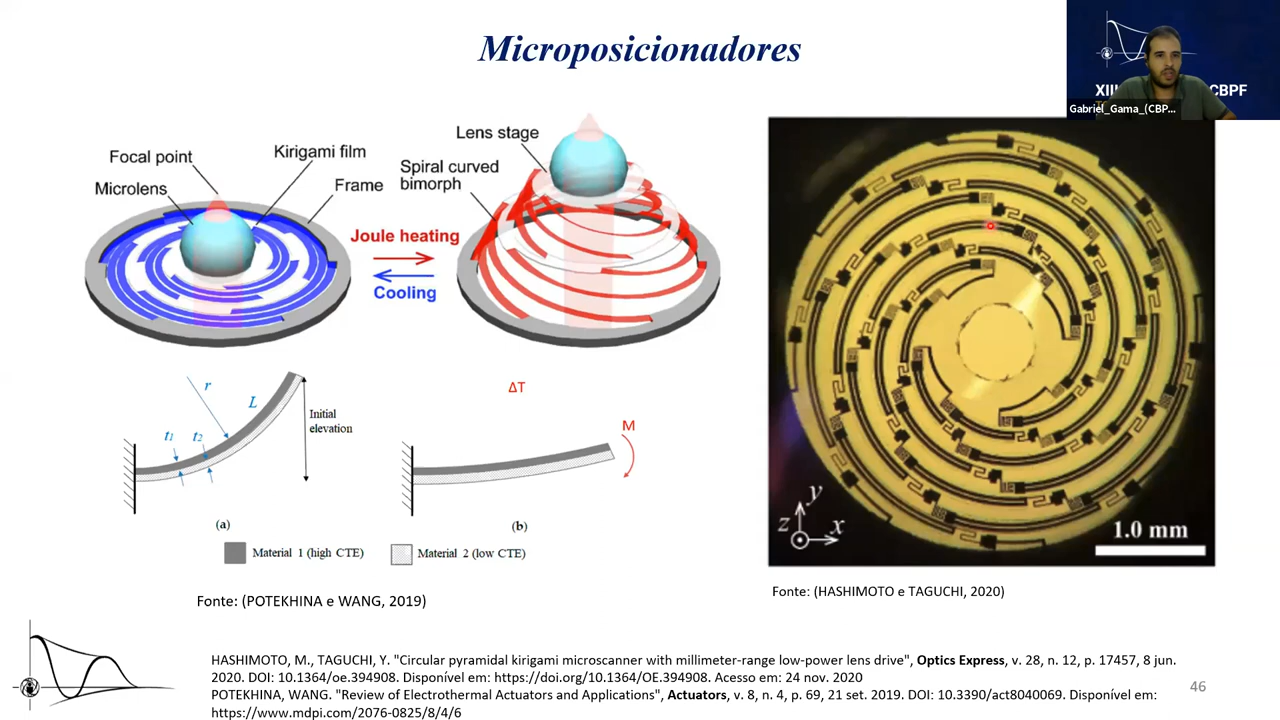 Microposicionadores
XIII
CBPF
Gabriel_Gama_(CBP...
Focal point
Kirigami film
Microlens
Frame
Lens stage
Spiral curved
bimorph
Joule heating
Cooling
r
L
t1
t2
Initial
elevation
ΔT
M
(a)
(b)
Material 1 (high CTE)
Material 2 (low CTE)
y
z
x
1.0 mm
Fonte: (POTEKHINA e WANG, 2019)
Fonte: (HASHIMOTO e TAGUCHI, 2020)
HASHIMOTO, M., TAGUCHI, Y. "Circular pyramidal kirigami microscanner with millimeter-range low-power lens drive", Optics Express, v. 28, n. 12, p. 17457, 8 jun.
2020. DOI: 10.1364/oe.394908. Disponível em: https://doi.org/10.1364/OE.394908. Acesso em: 24 nov. 2020
POTEKHINA, WANG. "Review of Electrothermal Actuators and Applications", Actuators, v. 8, n. 4, p. 69, 21 set. 2019. DOI: 10.3390/act8040069. Disponível em:
https://www.mdpi.com/2076-0825/8/4/6
46